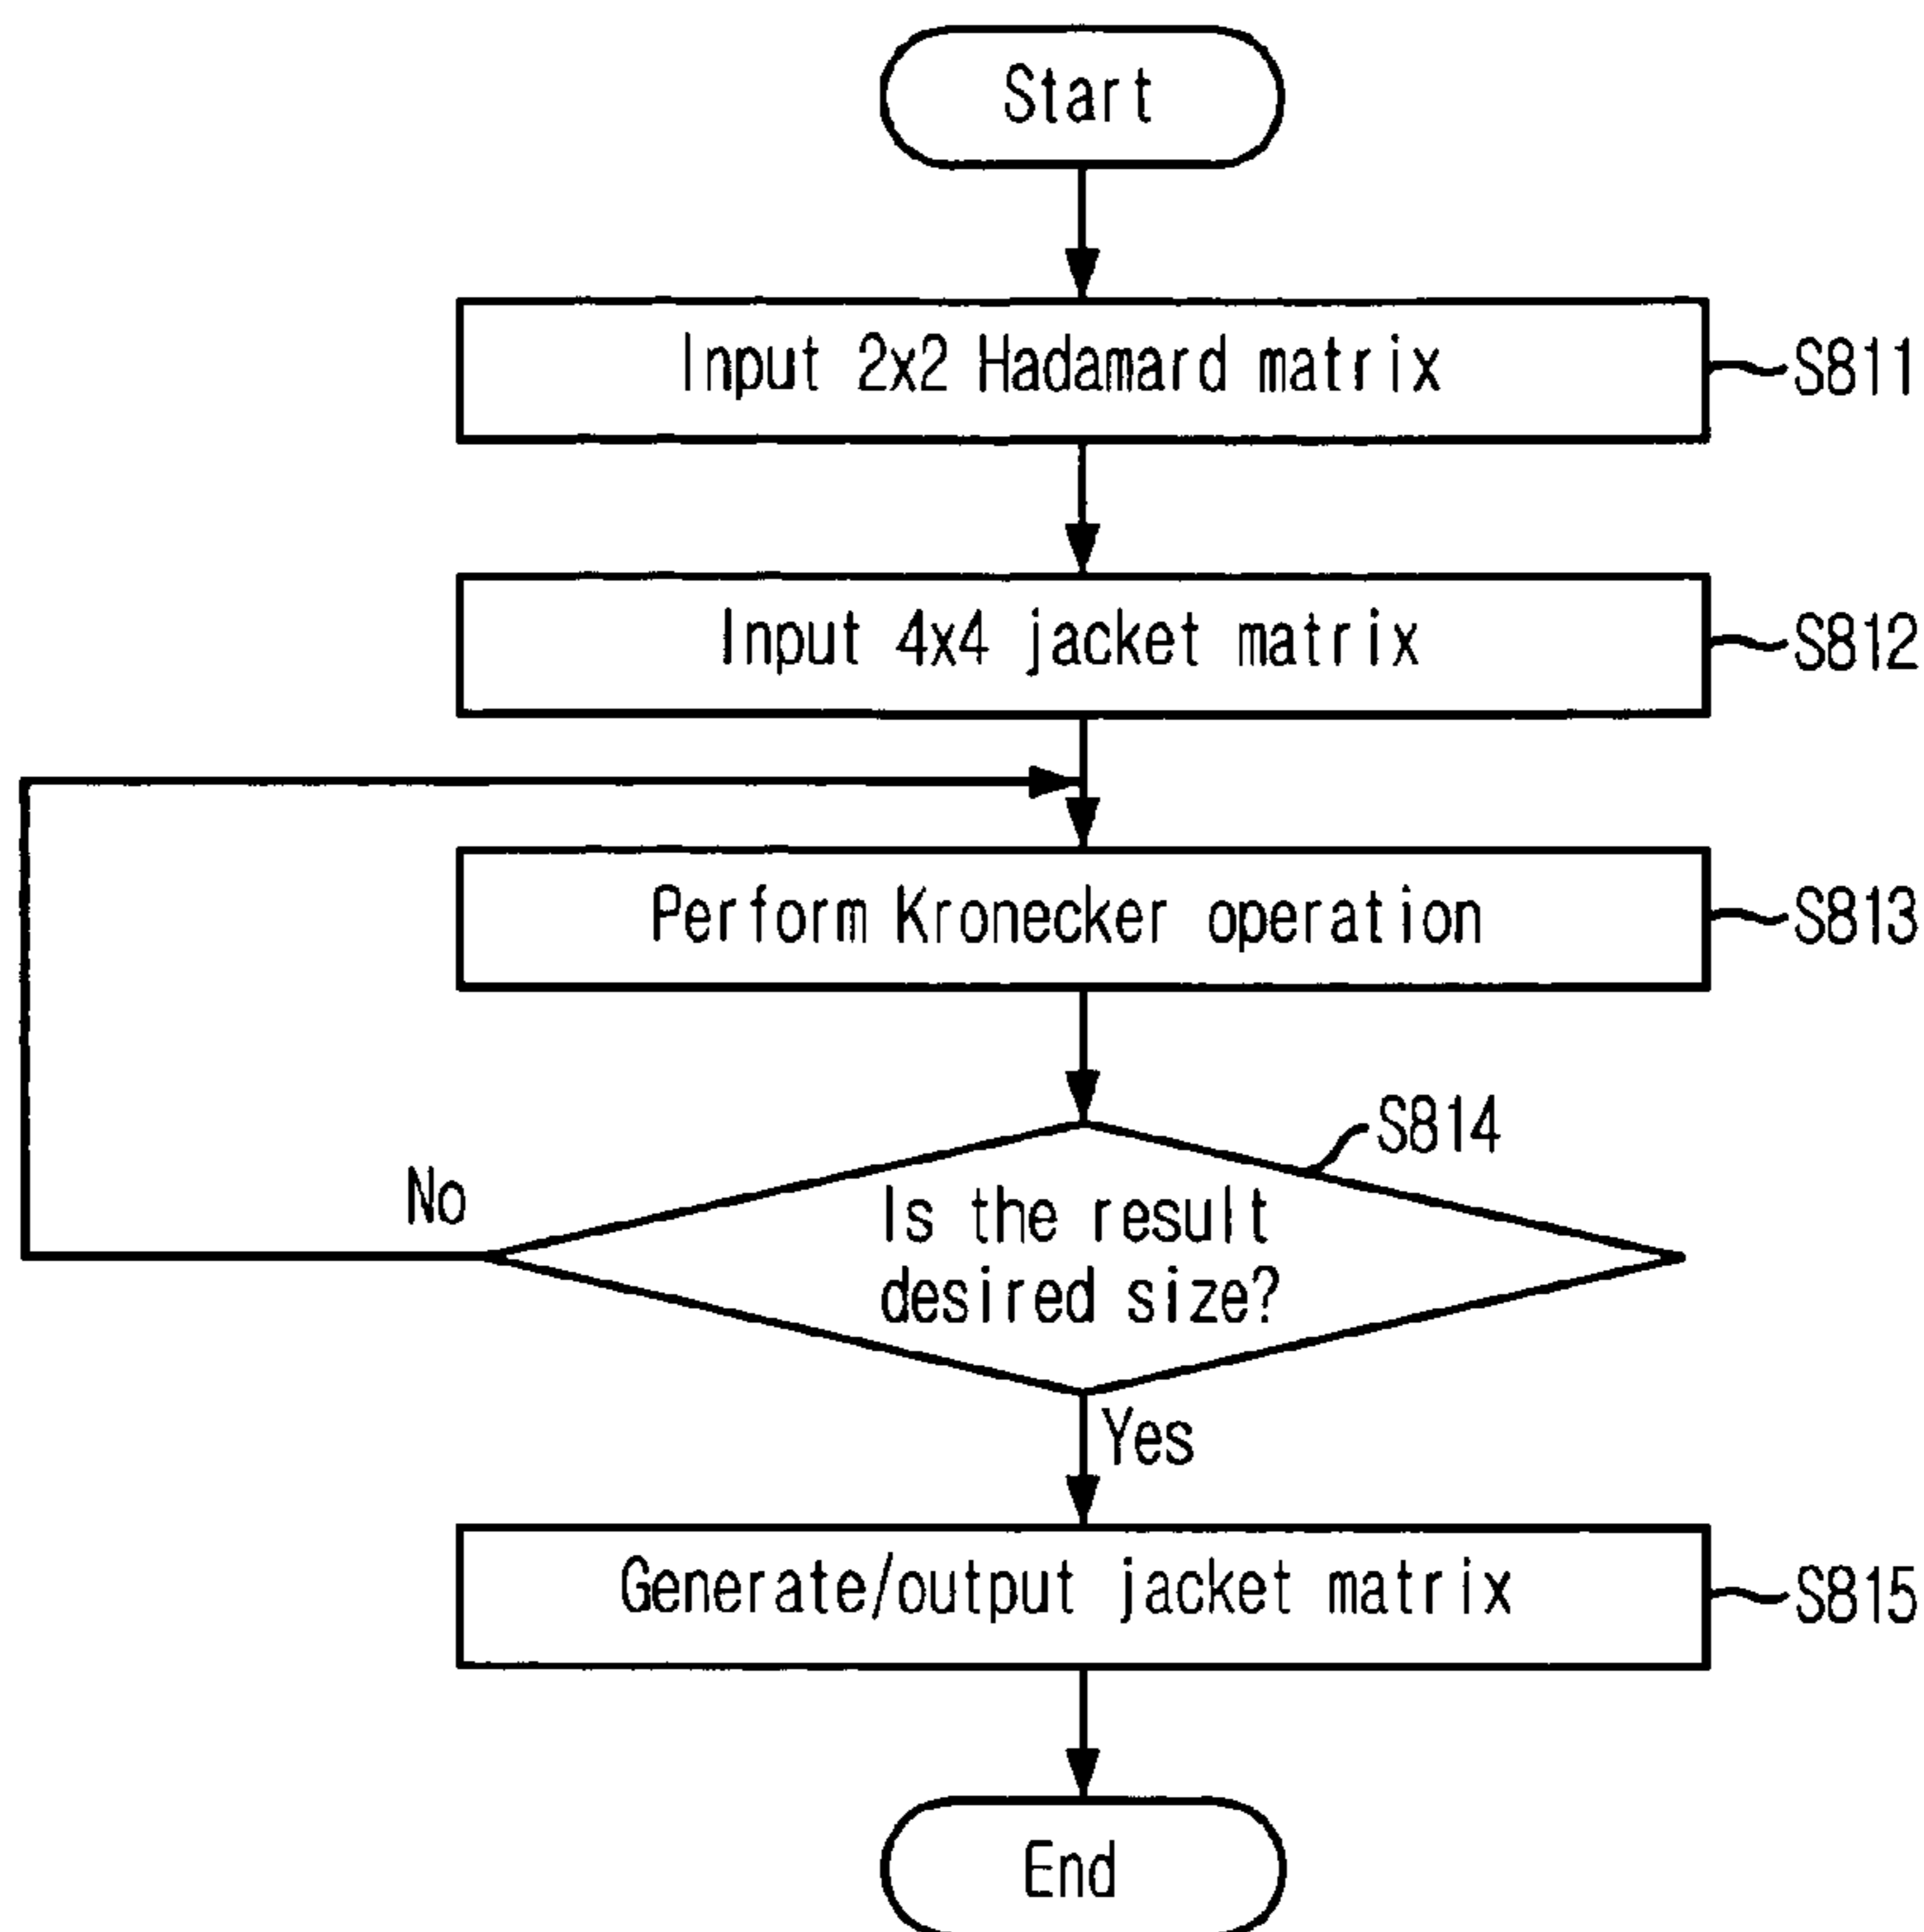 Start
Input 2x2 Hadamard matrix
S811
Input 4x4 jacket matrix
S812
Perform Kronecker operation
S813
S814
No
Is the result
desired size?
Yes
Generate/output jacket matrix
S815
End